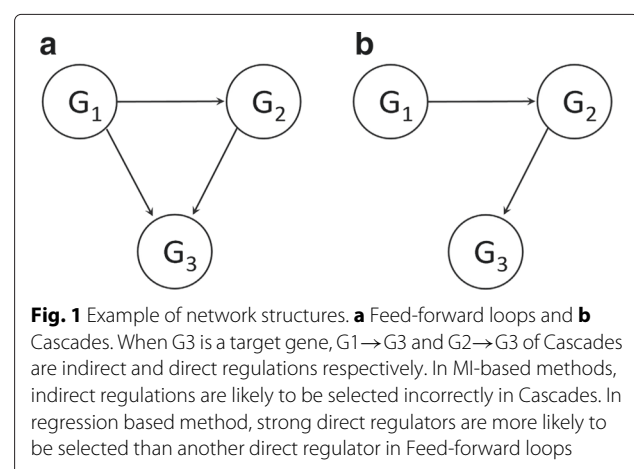 a
b
G1
G2
G3
G1
G2
G3
Fig. 1 Example of network structures. a Feed-forward loops and b
Cascades. When G3 is a target gene, G1→G3 and G2→G3 of Cascades
are indirect and direct regulations respectively. In MI-based methods,
indirect regulations are likely to be selected incorrectly in Cascades. In
regression based method, strong direct regulators are more likely to
be selected than another direct regulator in Feed-forward loops